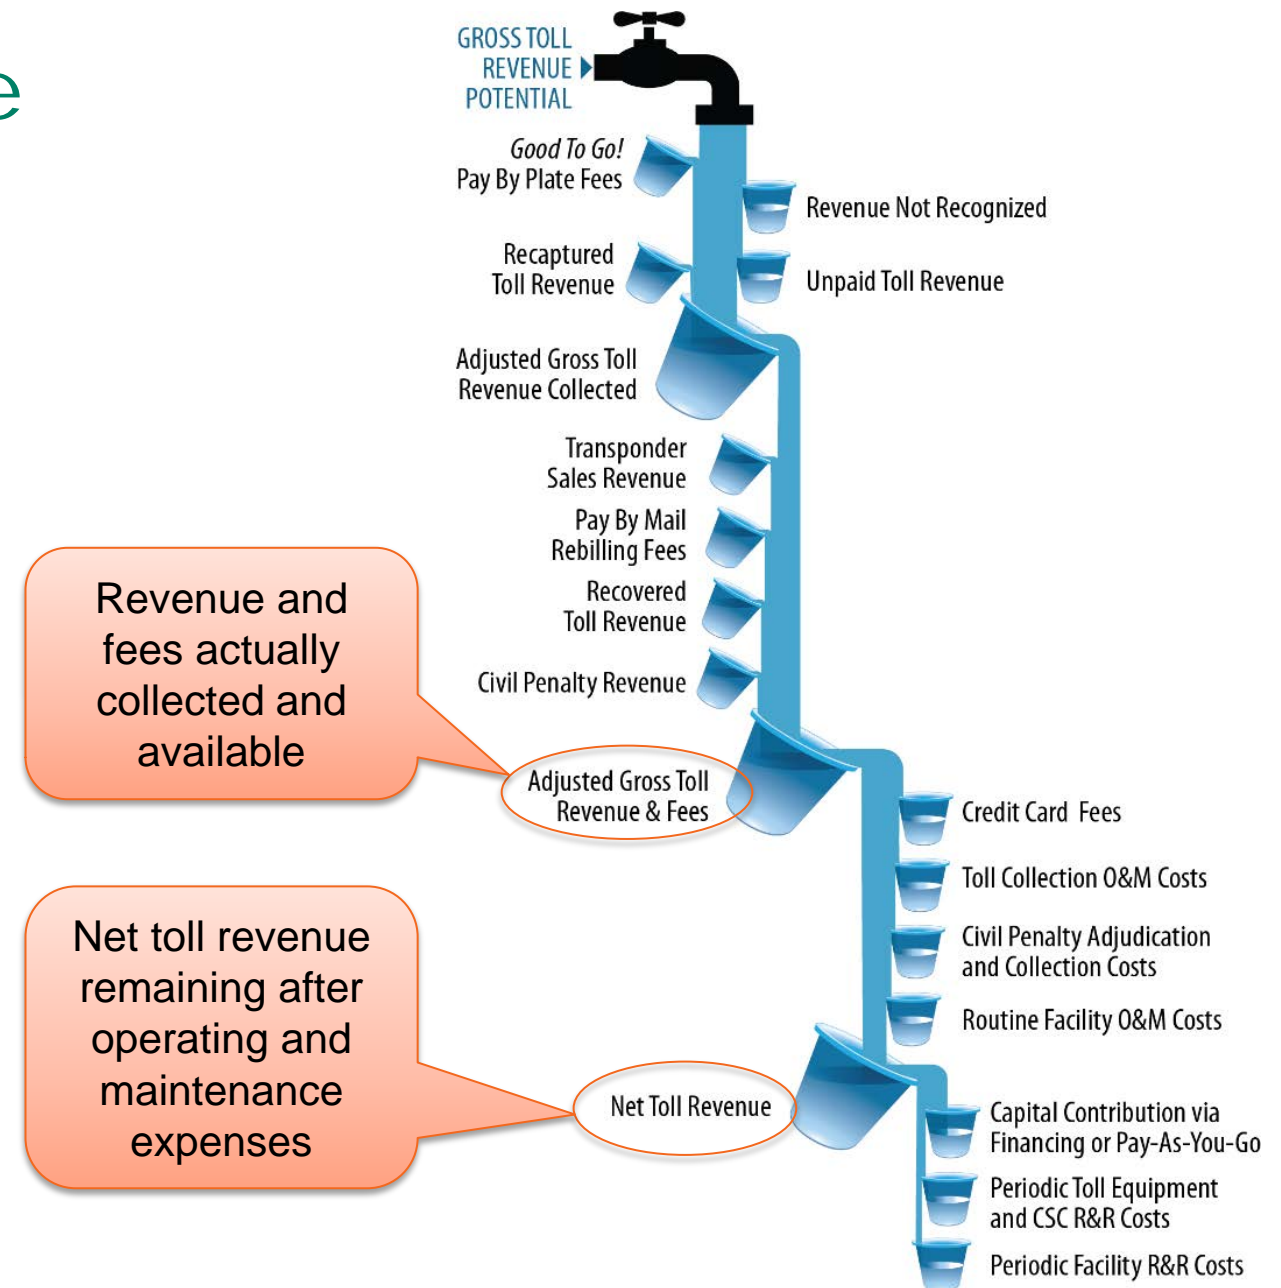 e
GROSS TOLL
REVENUE
POTENTIAL
Good To Go!
Pay By Plate Fees
Revenue Not Recognized
Recaptured
Toll Revenue
Unpaid Toll Revenue
Adjusted Gross Toll
Revenue Collected
Transponder
Sales Revenue
Pay By Mail
Rebilling Fees
Recovered
Toll Revenue
Civil Penalty Revenue
Revenue and
fees actually
collected and
available
Adjusted Gross Toll
Revenue & Fees
Credit Card Fees
Toll Collection O&M Costs
Civil Penalty Adjudication
and Collection Costs
Routine Facility O&M Costs
Net toll revenue
remaining after
operating and
maintenance
expenses
Net Toll Revenue
Capital Contribution via
Financing or Pay-As-You-Go
Periodic Toll Equipment
and CSC R&R Costs
Periodic Facility R&R Costs